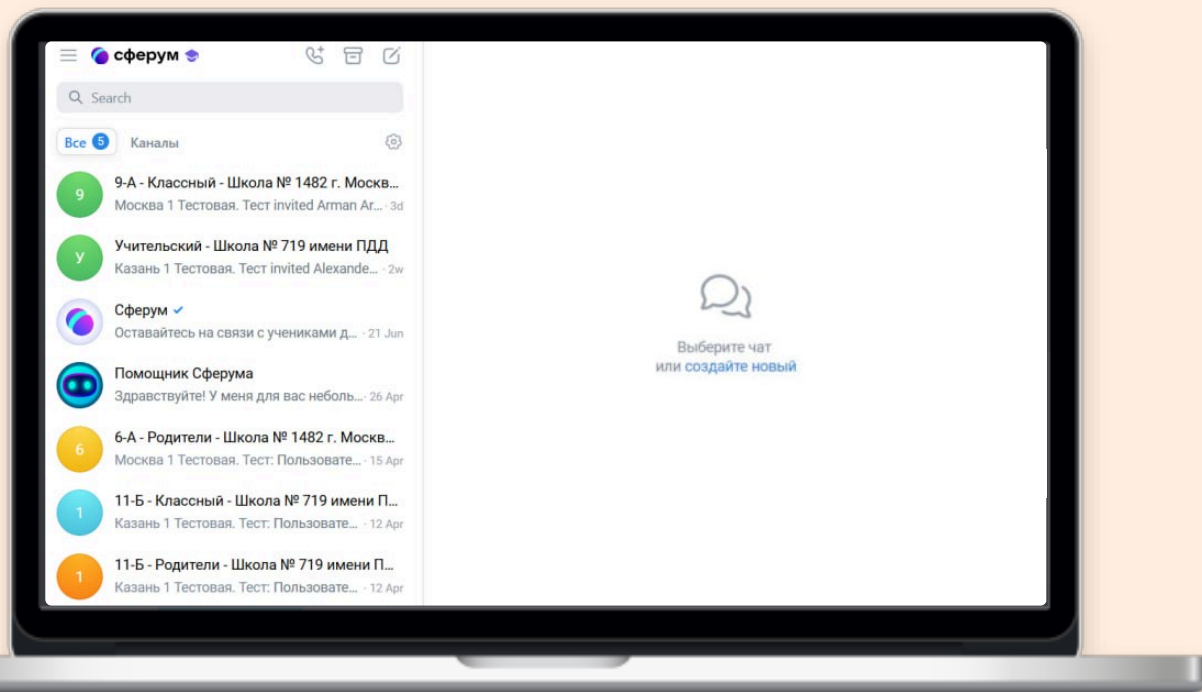 сферум
Search
Все 5
Каналы
9
9-А - Классный - Школа № 1482 г. Москв...
Москва 1 Тестовая. Тест invited Arman Ar... · 3d
У
Учительский - Школа № 719 имени ПДД
Казань 1 Тестовая. Тест invited Alexande... · 2w
Сферум
Оставайтесь на связи с учениками д... · 21 Jun
Помощник Сферума
Здравствуйте! У меня для вас неболь... · 26 Apr
6
6-А - Родители - Школа № 1482 г. Москв...
Москва 1 Тестовая. Тест: Пользовате... · 15 Apr
1
11-Б - Классный - Школа № 719 имени П...
Казань 1 Тестовая. Тест: Пользовате... · 12 Apr
1
11-Б - Родители - Школа № 719 имени П...
Казань 1 Тестовая. Тест: Пользовате... · 12 Apr
Выберите чат
или создайте новый